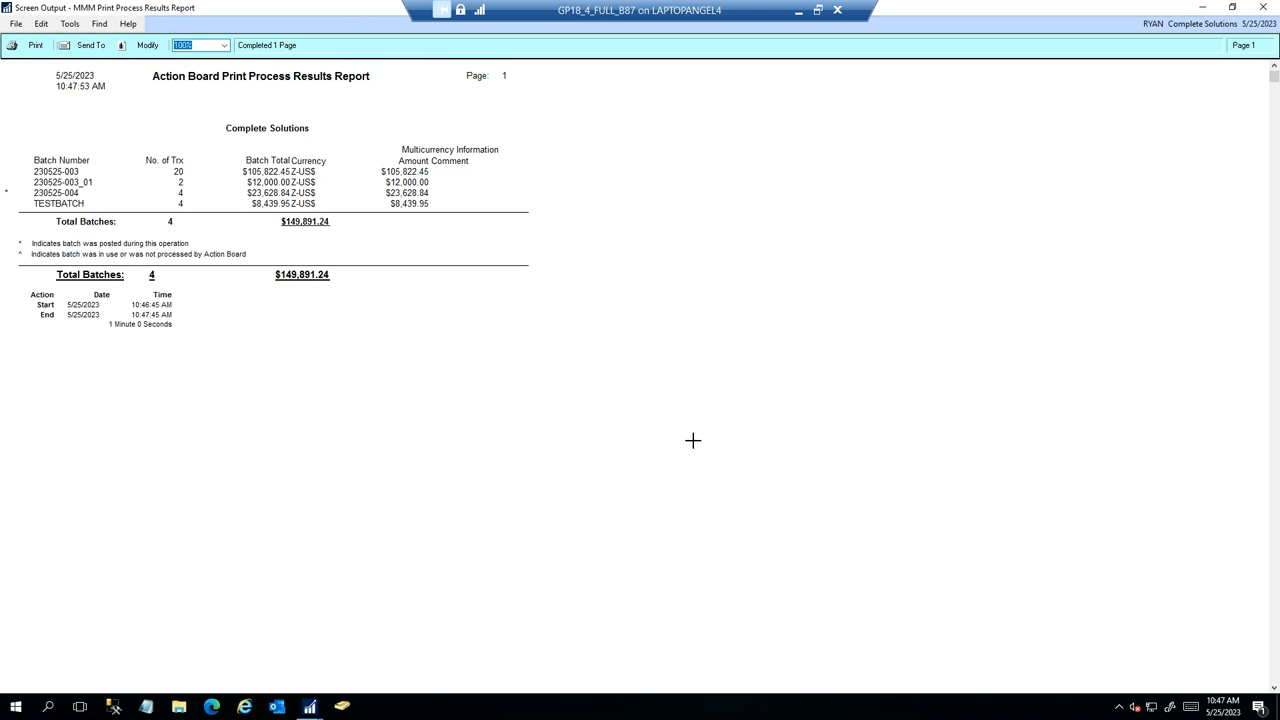 Screen Output - MMM Print Process Results Report
GP18_4_FULL_B87 on LAPTOPANGEL4
File Edit Tools Find Help
RYAN Complete Solutions 5/25/2023
Print Send To Modify 100% Completed 1 Page Page 1
5/25/2023 Action Board Print Process Results Report Page: 1
10:47:53 AM
Complete Solutions
Multicurrency Information
Batch Number No. of Trx Batch Total Currency Amount Comment
230525-003 20 $105,822.45 Z-US$ $105,822.45
230525-003_01 2 $12,000.00 Z-US$ $12,000.00
* 230525-004 4 $23,628.84 Z-US$ $23,628.84
TESTBATCH 4 $8,439.95 Z-US$ $8,439.95
Total Batches: 4 $149,891.24
* Indicates batch was posted during this operation
^ Indicates batch was in use or was not processed by Action Board
Total Batches: 4 $149,891.24
Action Date Time
Start 5/25/2023 10:46:45 AM
End 5/25/2023 10:47:45 AM
1 Minute 0 Seconds
10:47 AM
5/25/2023
1